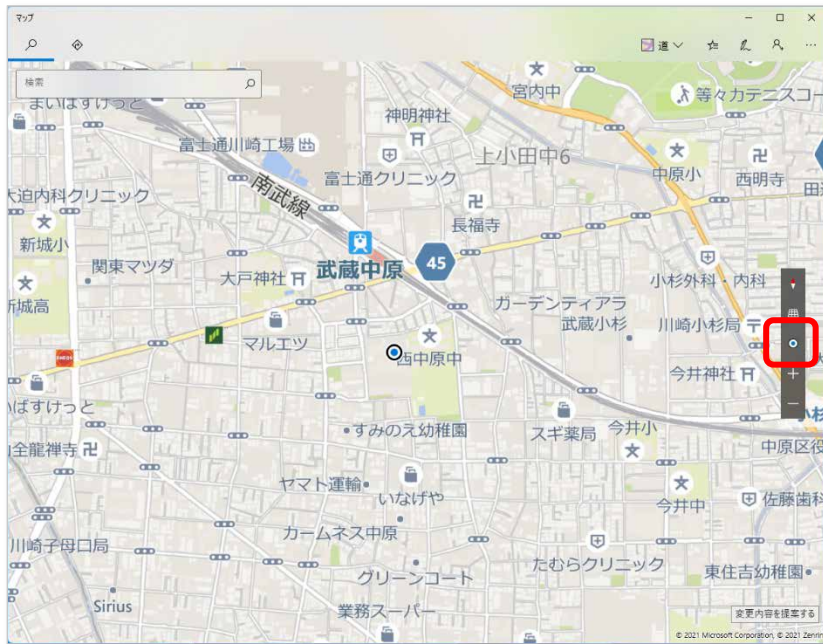 マップ
道
検索
まいばすけっと
宮内中
等々力テニスコー
神明神社
富士通川崎工場
上小田中6
富士通クリニック
中原小
西明寺
南武線
大迫内科クリニック
長福寺
新城小
関東マツダ
武蔵中原
45
大戸神社
小杉外科・内科
ガーデンティアラ
武蔵小杉
川崎小杉局
マルエツ
西中原中
今井神社
いばすけっと
すみのえ幼稚園
スギ薬局
今井小
中原区役
全龍禅寺
ヤマト運輸
いなげや
今井中
佐藤歯科
カームネス中原
川崎子母口局
たむらクリニック
グリーンコート
東住吉幼稚園
Sirius
業務スーパー
変更内容を提案する
© 2021 Microsoft Corporation, © 2021 Zenrin